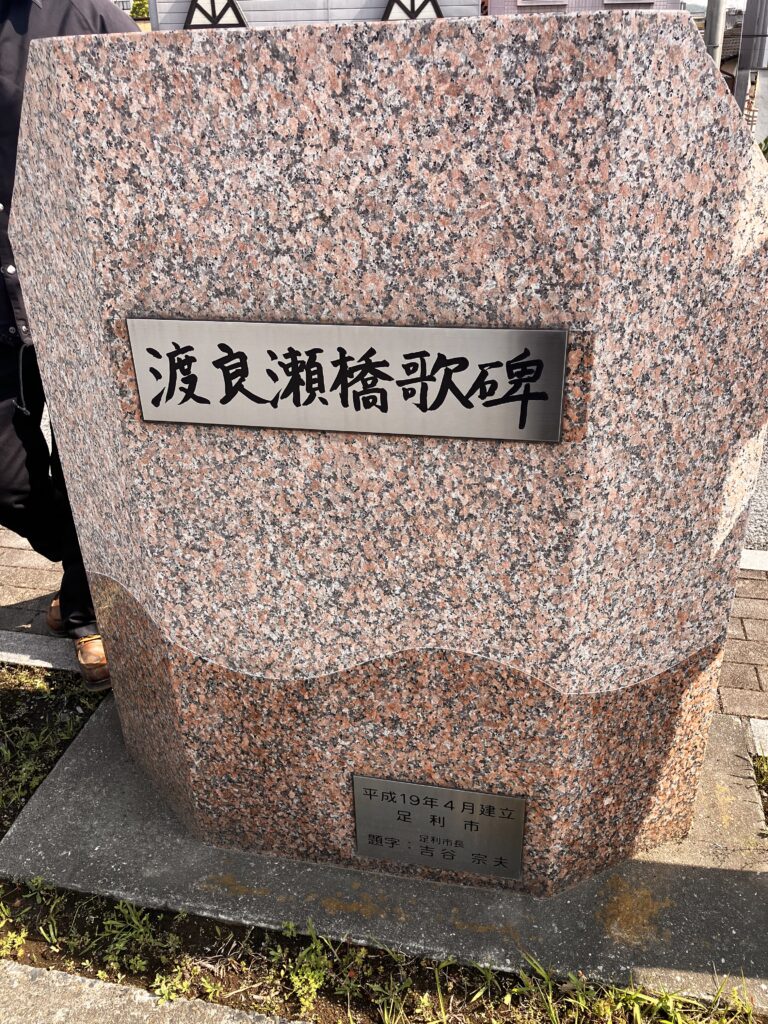 渡良瀬橋歌碑
平成19年4月建立
足利市
足利市長
題字：吉谷 宗夫